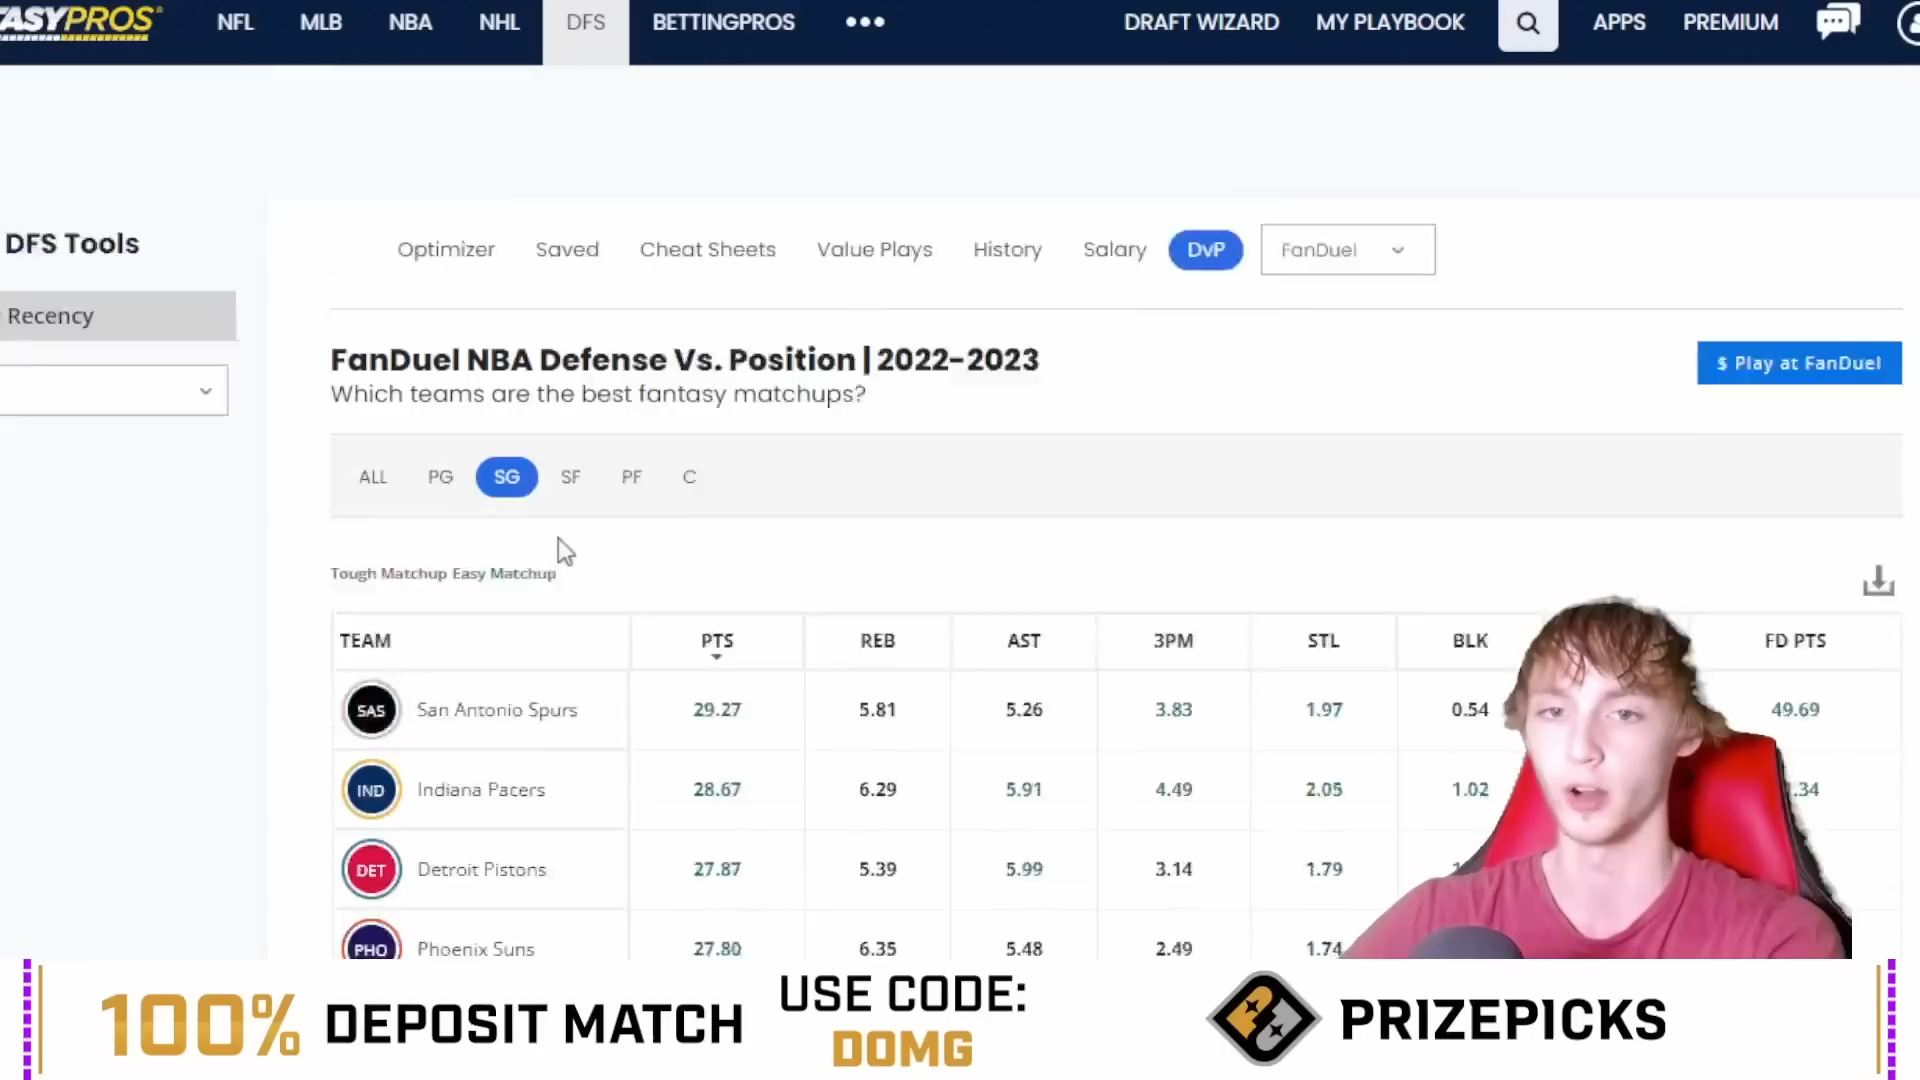 ASYPROS®
NFL MLB NBA NHL DFS BETTINGPROS ••• DRAFT WIZARD MY PLAYBOOK APPS PREMIUM
DFS Tools
Recency
Optimizer Saved Cheat Sheets Value Plays History Salary DvP FanDuel
FanDuel NBA Defense Vs. Position | 2022-2023
Which teams are the best fantasy matchups?
$ Play at FanDuel
ALL PG SG SF PF C
Tough Matchup Easy Matchup
TEAM PTS REB AST 3PM STL BLK FD PTS
SAS San Antonio Spurs 29.27 5.81 5.26 3.83 1.97 0.54 49.69
IND Indiana Pacers 28.67 6.29 5.91 4.49 2.05 1.02 .34
DET Detroit Pistons 27.87 5.39 5.99 3.14 1.79
PHO Phoenix Suns 27.80 6.35 5.48 2.49 1.74
100% DEPOSIT MATCH
USE CODE:
DOMG
PRIZEPICKS